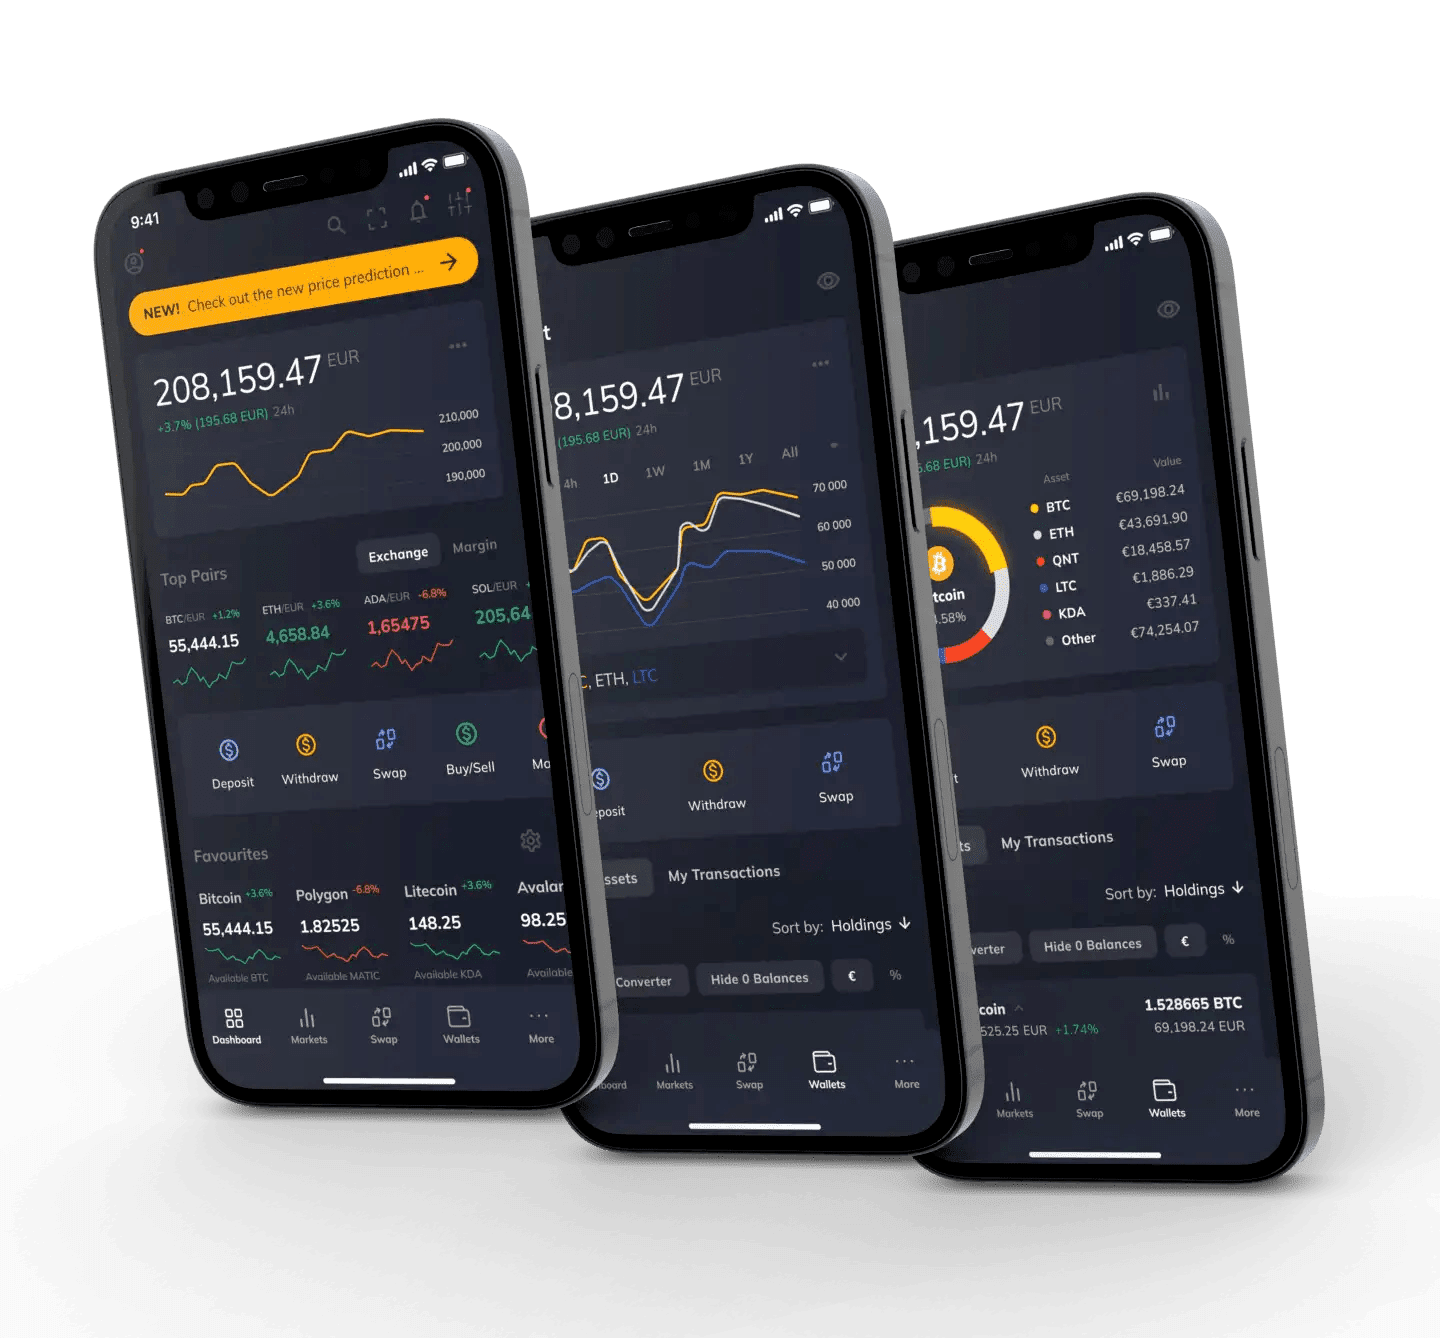 9:41
NEW! Check out the new price prediction ...
208,159.47 EUR
+3.7% (195.68 EUR) 24h
210,000
200,000
190,000
Exchange Margin
Top Pairs
BTC/EUR +1.2% ETH/EUR +3.6% ADA/EUR -6.8% SOL/EUR
55,444.15 4,658.84 1,65475 205,64
Deposit Withdraw Swap Buy/Sell Mo
Favourites
Bitcoin +3.6% Polygon -6.8% Litecoin +3.6% Avalan
55,444.15 1.82525 148.25 98.25
Available BTC Available MATIC Available KDA Available
Dashboard Markets Swap Wallets More
t
8,159.47 EUR
(195.68 EUR) 24h
4h 1D 1W 1M 1Y All
70 000
60 000
50 000
40 000
C, ETH, LTC
eposit Withdraw Swap
ssets My Transactions
Sort by: Holdings
Converter Hide 0 Balances € %
hboard Markets Swap Wallets More
,159.47 EUR
5.68 EUR) 24h
Asset Value
BTC €69,198.24
ETH €43,691.90
QNT €18,458.57
LTC €1,886.29
KDA €337.41
Other €74,254.07
tcoin
.58%
t Withdraw Swap
ts My Transactions
Sort by: Holdings
verter Hide 0 Balances € %
coin 1.528665 BTC
525.25 EUR +1.74% 69,198.24 EUR
Markets Swap Wallets More